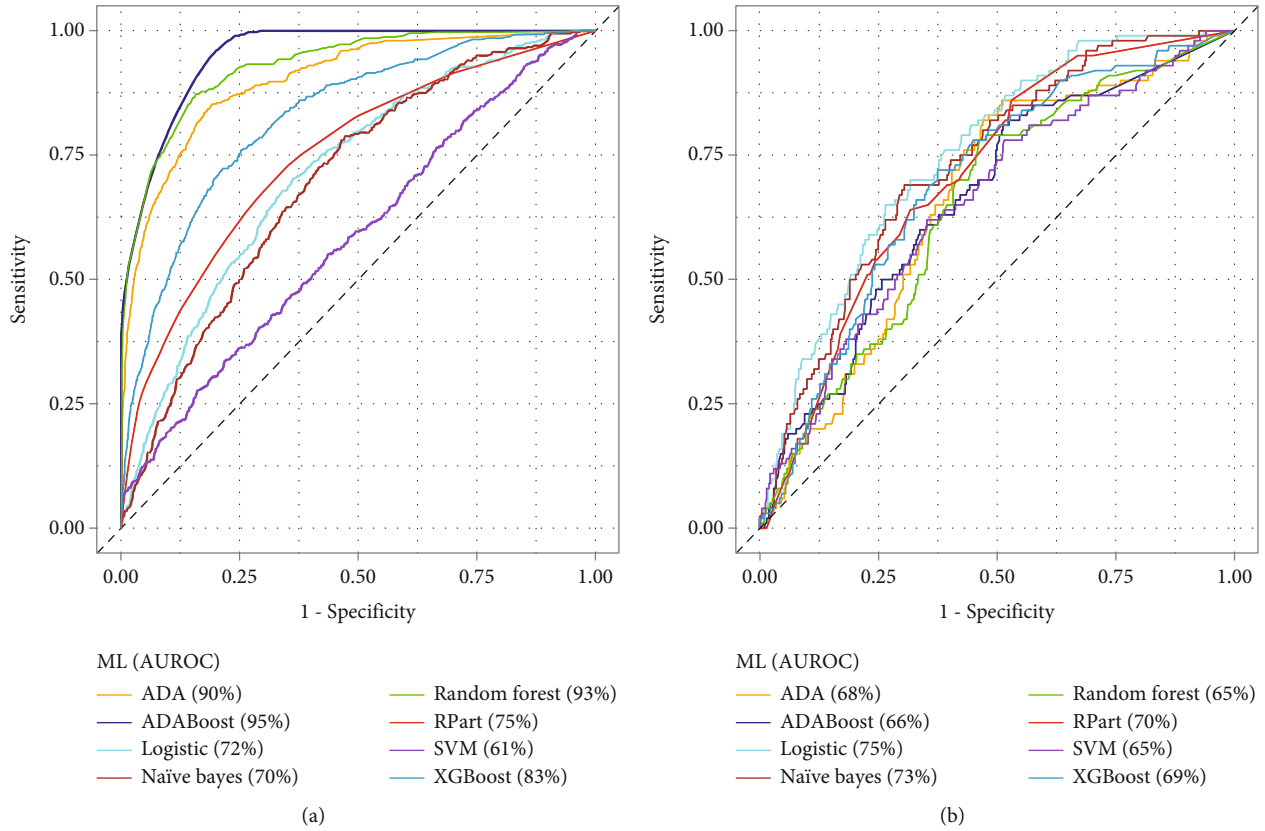 1.00
0.75
0.50
0.25
0.00
Sensitivity
0.00 0.25 0.50 0.75 1.00
1 - Specificity
ML (AUROC)
ADA (90%)
ADABoost (95%)
Logistic (72%)
Naïve bayes (70%)
Random forest (93%)
RPart (75%)
SVM (61%)
XGBoost (83%)
(a)
1.00
0.75
0.50
0.25
0.00
Sensitivity
0.00 0.25 0.50 0.75 1.00
1 - Specificity
ML (AUROC)
ADA (68%)
ADABoost (66%)
Logistic (75%)
Naïve bayes (73%)
Random forest (65%)
RPart (70%)
SVM (65%)
XGBoost (69%)
(b)